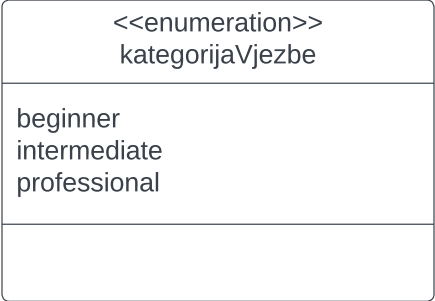 <<enumeration>>
kategorijaVjezbe
beginner
intermediate
professional